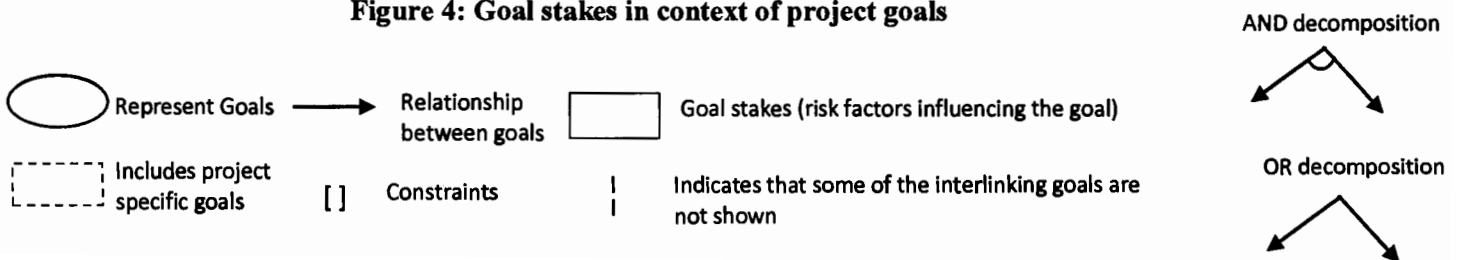 Figure 4: Goal stakes in context of project goals
AND decomposition
Represent Goals
Relationship
between goals
Goal stakes (risk factors influencing the goal)
Includes project
specific goals
[ ]
Constraints
Indicates that some of the interlinking goals are
not shown
OR decomposition